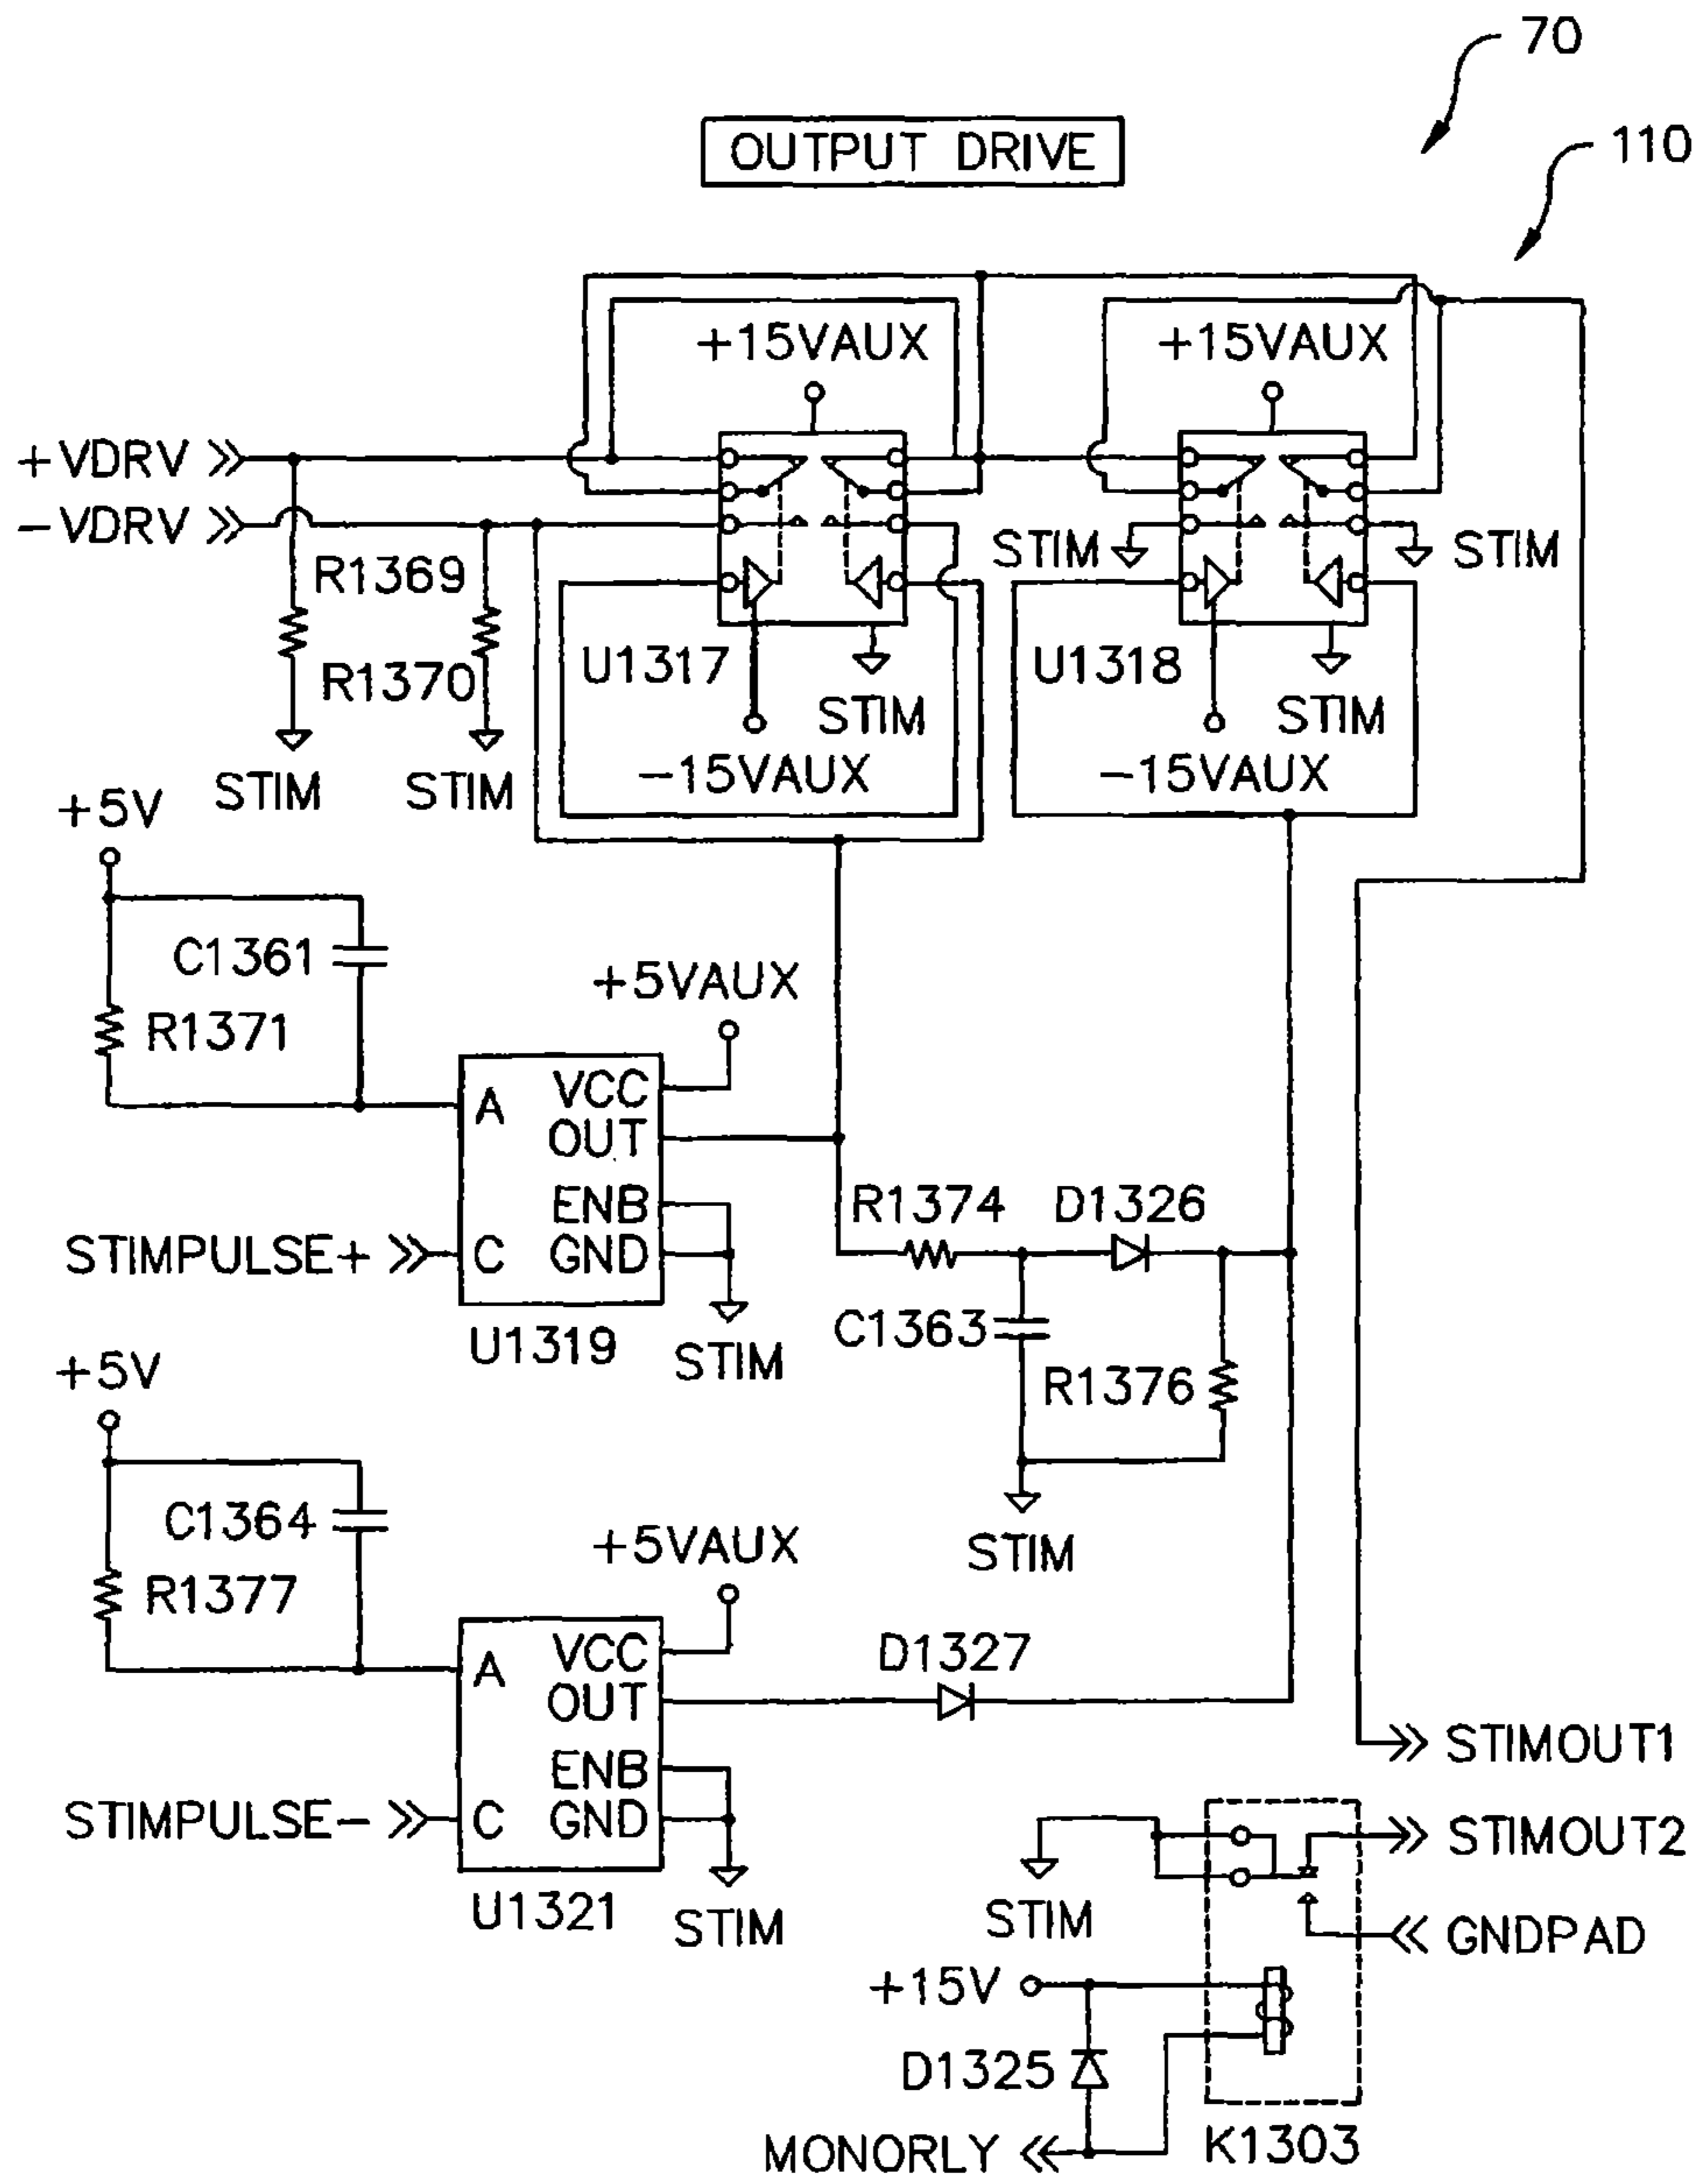 70
110
OUTPUT DRIVE
+15VAUX
+15VAUX
+VDRV
-VDRV
STIM
STIM
R1369
R1370
U1317
U1318
STIM
STIM
STIM
STIM
-15VAUX
-15VAUX
+5V
C1361
R1371
+5VAUX
A
VCC
OUT
ENB
GND
C
STIMPULSE+
U1319
STIM
R1374
D1326
C1363
R1376
STIM
+5V
C1364
R1377
+5VAUX
A
VCC
OUT
ENB
GND
C
STIMPULSE-
U1321
STIM
D1327
STIMOUT1
STIMOUT2
STIM
GNDPAD
+15V
D1325
MONORLY
K1303